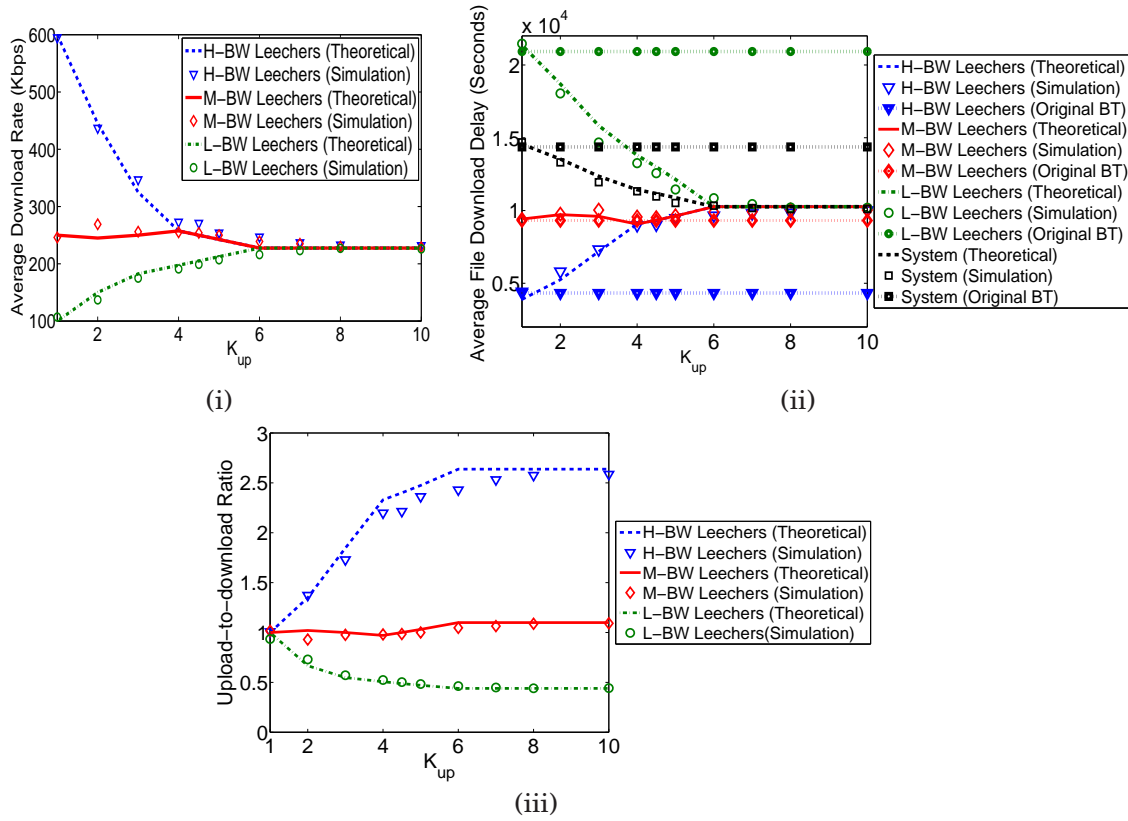 600
500
400
300
200
100
2
4
6
8
10
Average Download Rate (Kbps)
K_up
H-BW Leechers (Theoretical)
H-BW Leechers (Simulation)
M-BW Leechers (Theoretical)
M-BW Leechers (Simulation)
L-BW Leechers (Theoretical)
L-BW Leechers (Simulation)
(i)
x 10^4
2
1.5
1
0.5
2
4
6
8
10
Average File Download Delay (Seconds)
K_up
H-BW Leechers (Theoretical)
H-BW Leechers (Simulation)
H-BW Leechers (Original BT)
M-BW Leechers (Theoretical)
M-BW Leechers (Simulation)
M-BW Leechers (Original BT)
L-BW Leechers (Theoretical)
L-BW Leechers (Simulation)
L-BW Leechers (Original BT)
System (Theoretical)
System (Simulation)
System (Original BT)
(ii)
3
2.5
2
1.5
1
0.5
0
1
2
4
6
8
10
Upload-to-download Ratio
K_up
H-BW Leechers (Theoretical)
H-BW Leechers (Simulation)
M-BW Leechers (Theoretical)
M-BW Leechers (Simulation)
L-BW Leechers (Theoretical)
L-BW Leechers(Simulation)
(iii)